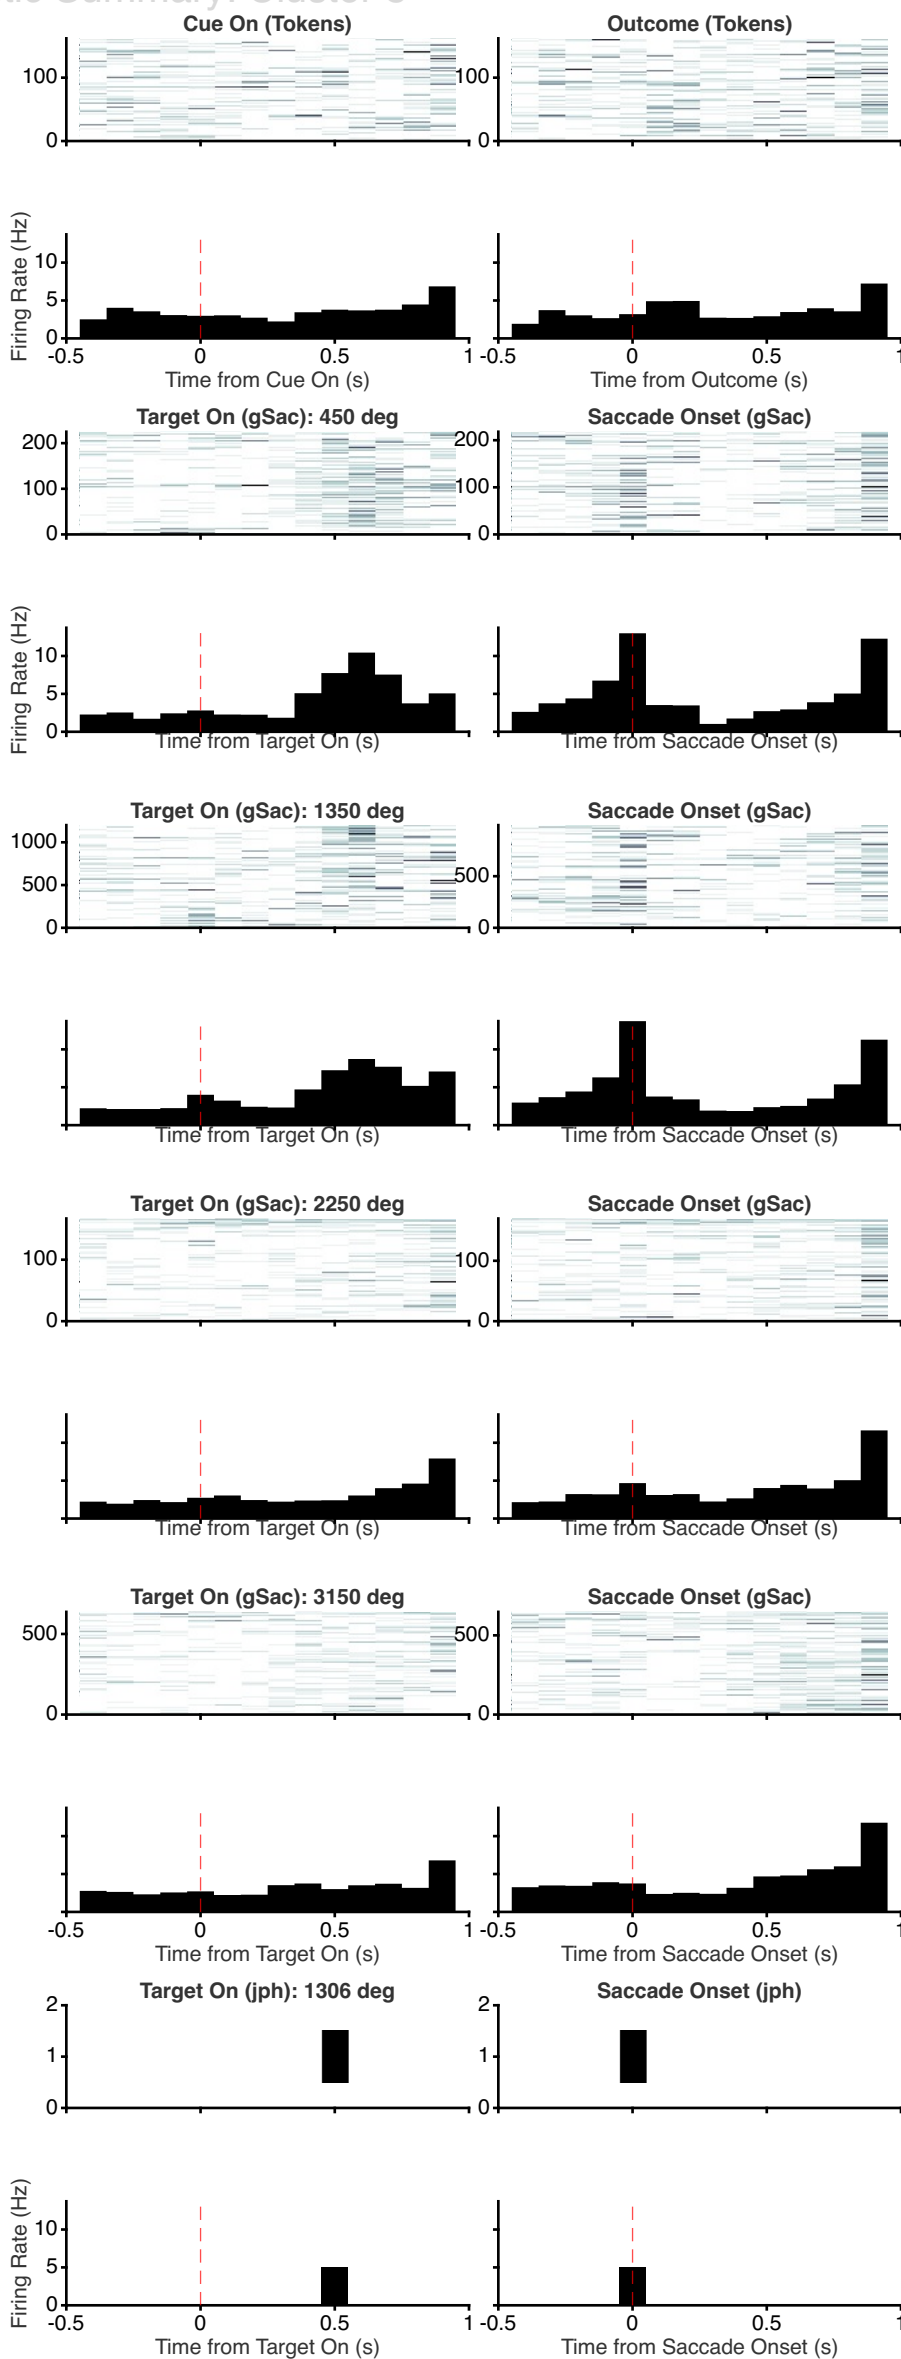 Summary: Cluster
Cue On (Tokens) Outcome (Tokens)
100 100
0 0
Firing Rate (Hz)
10
5
0
-0.5 0 0.5 1 -0.5 0 0.5 1
Time from Cue On (s) Time from Outcome (s)
Target On (gSac): 450 deg Saccade Onset (gSac)
200 200
100 100
0 0
Firing Rate (Hz)
10
5
0
Time from Target On (s) Time from Saccade Onset (s)
Target On (gSac): 1350 deg Saccade Onset (gSac)
1000
500 500
0 0
Time from Target On (s) Time from Saccade Onset (s)
Target On (gSac): 2250 deg Saccade Onset (gSac)
100 100
0 0
Time from Target On (s) Time from Saccade Onset (s)
Target On (gSac): 3150 deg Saccade Onset (gSac)
500 500
0 0
-0.5 0 0.5 1 -0.5 0 0.5 1
Time from Target On (s) Time from Saccade Onset (s)
Target On (jph): 1306 deg Saccade Onset (jph)
2 2
1 1
0 0
Firing Rate (Hz)
10
5
0
-0.5 0 0.5 1 -0.5 0 0.5 1
Time from Target On (s) Time from Saccade Onset (s)